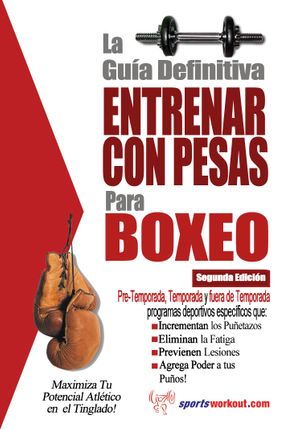 La
Guía Definitiva
ENTRENAR
CON PESAS
Para
BOXEO
Segunda Edición
Pre-Temporada, Temporada y fuera de Temporada
programas deportivos específicos que:
■Incrementan los Puñetazos
■Eliminan la Fatiga
■Previenen Lesiones
■Agrega Poder a tus
Puños!
Maximiza Tu
Potencial Atlético
en el Tinglado!
sportsworkout.com